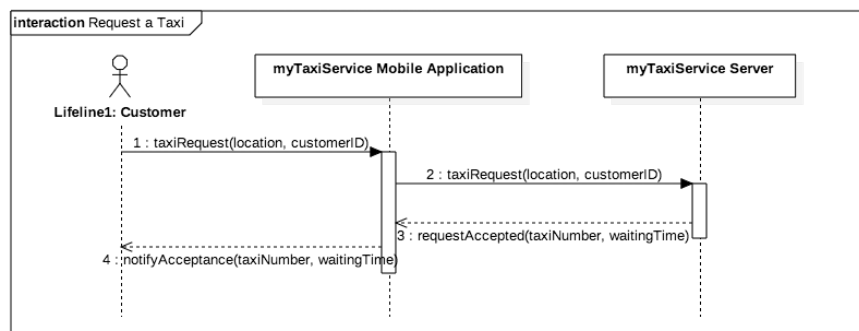 interaction Request a Taxi
myTaxiService Mobile Application
myTaxiService Server
Lifeline1: Customer
1 : taxiRequest(location, customerID)
2 : taxiRequest(location, customerID)
3 : requestAccepted(taxiNumber, waitingTime)
4 : notifyAcceptance(taxiNumber, waitingTime)